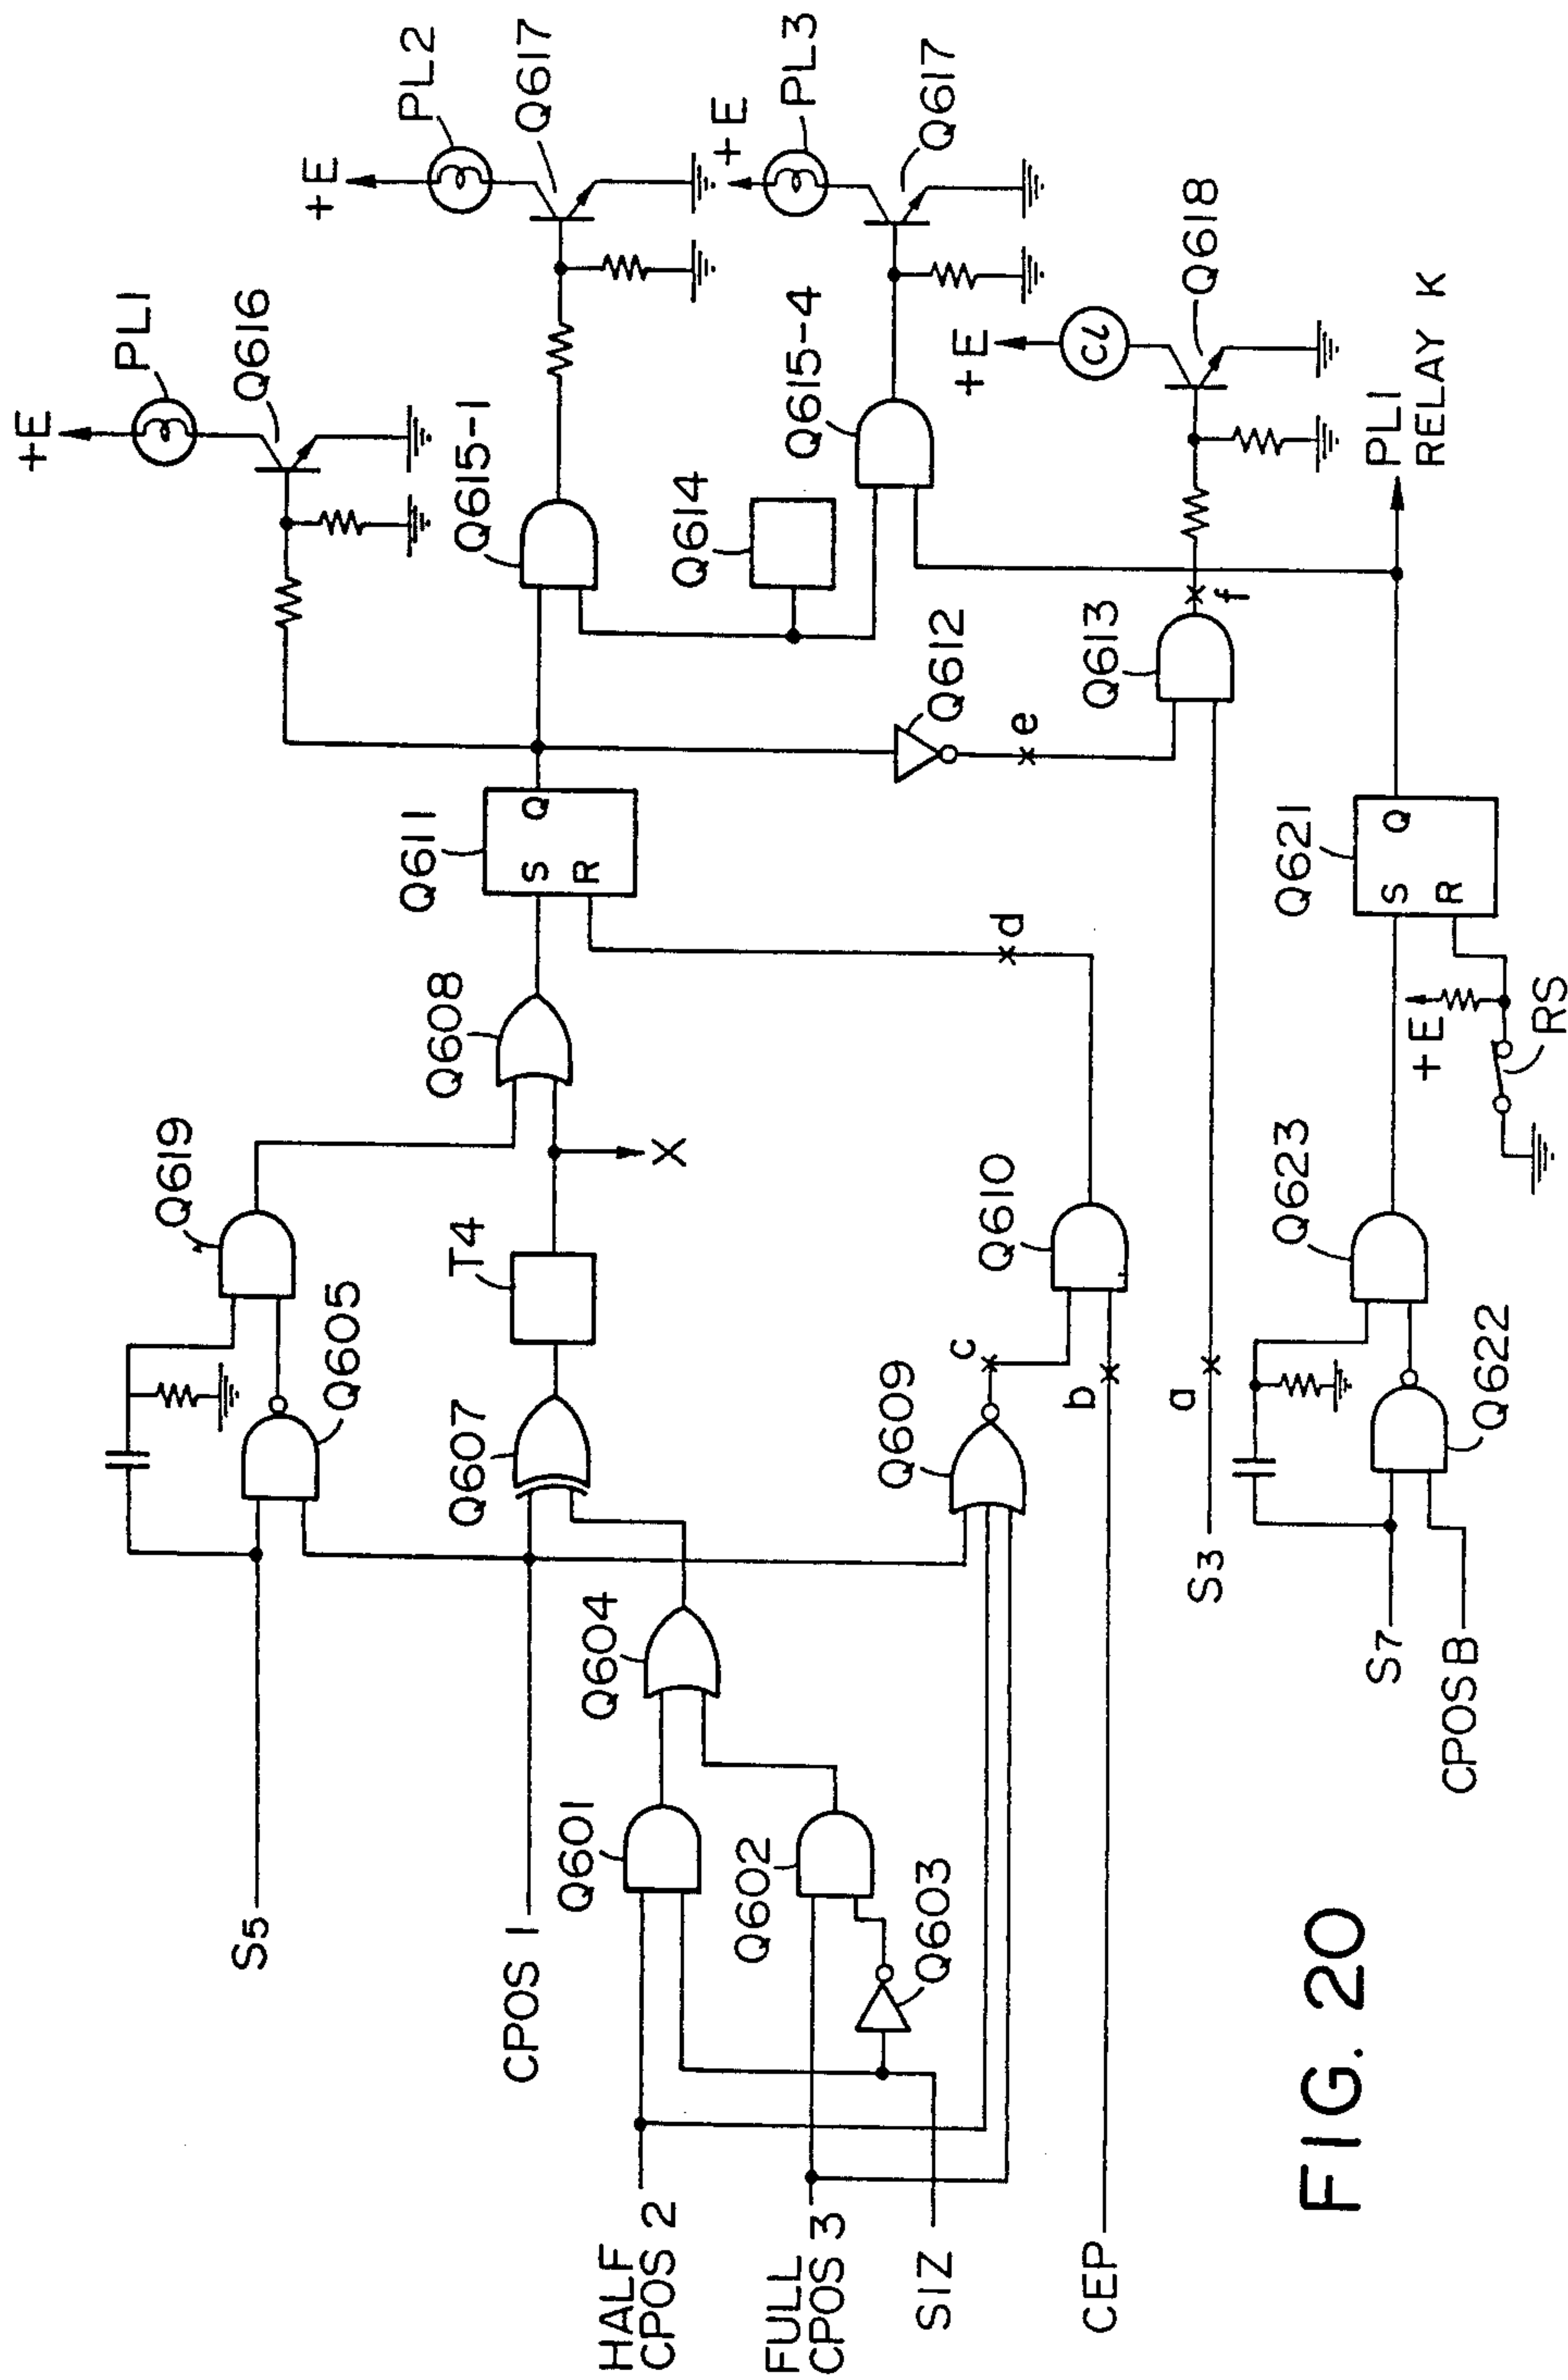 +E
PL1
Q616
+E
PL2
Q617
Q615-1
+E
PL3
Q617
Q614
Q615-4
+E
Cl
Q618
PL1
RELAY K
Q611
S
Q
R
Q612
e
Q613
f
d
Q621
S
Q
R
+E
RS
Q608
X
Q619
T4
Q605
Q607
Q610
c
b
a
Q609
Q623
Q622
S5
CPOS 1
Q604
Q601
Q602
Q603
HALF
CPOS 2
FULL
CPOS 3
SIZ
CEP
S3
S7
CPOS B
FIG. 20